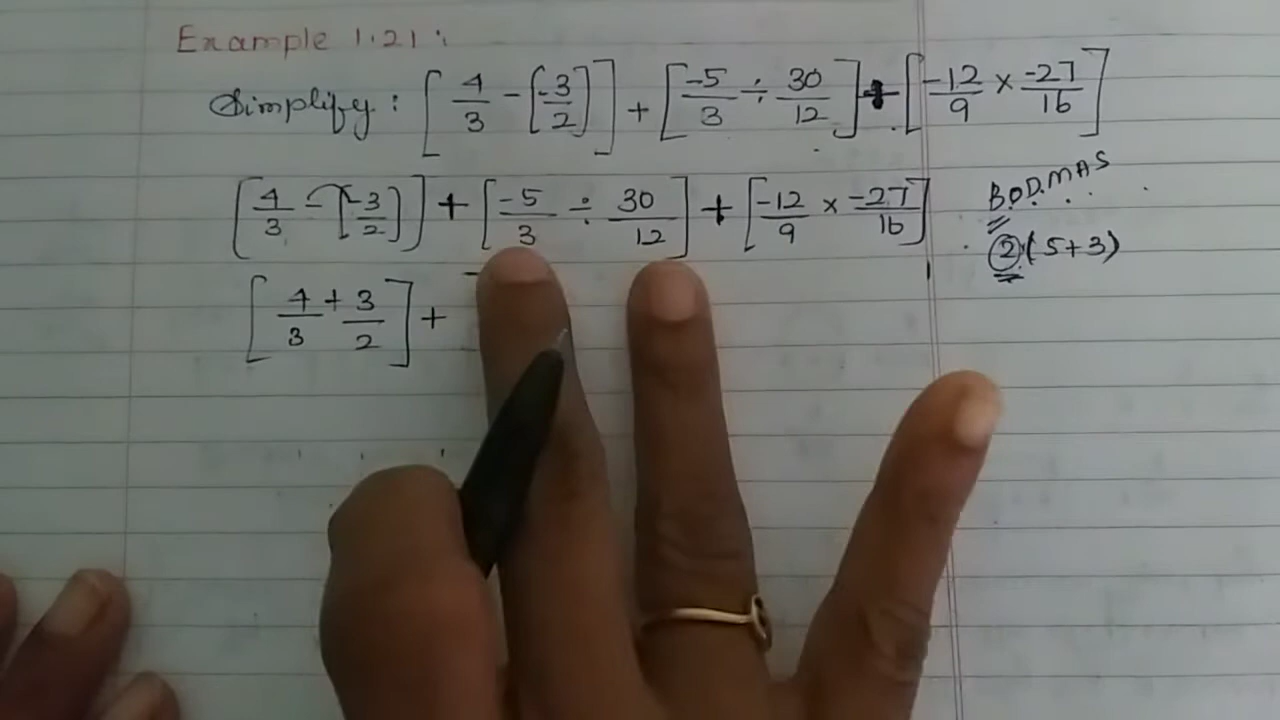 Example 1.21:
Simplify: [4/3 - [-3/2]] + [-5/3 ÷ 30/12] + [-12/9 × -27/16]
[4/3 - [-3/2]] + [-5/3 ÷ 30/12] + [-12/9 × -27/16]
BODMAS
2(5+3)
[4/3 + 3/2] +